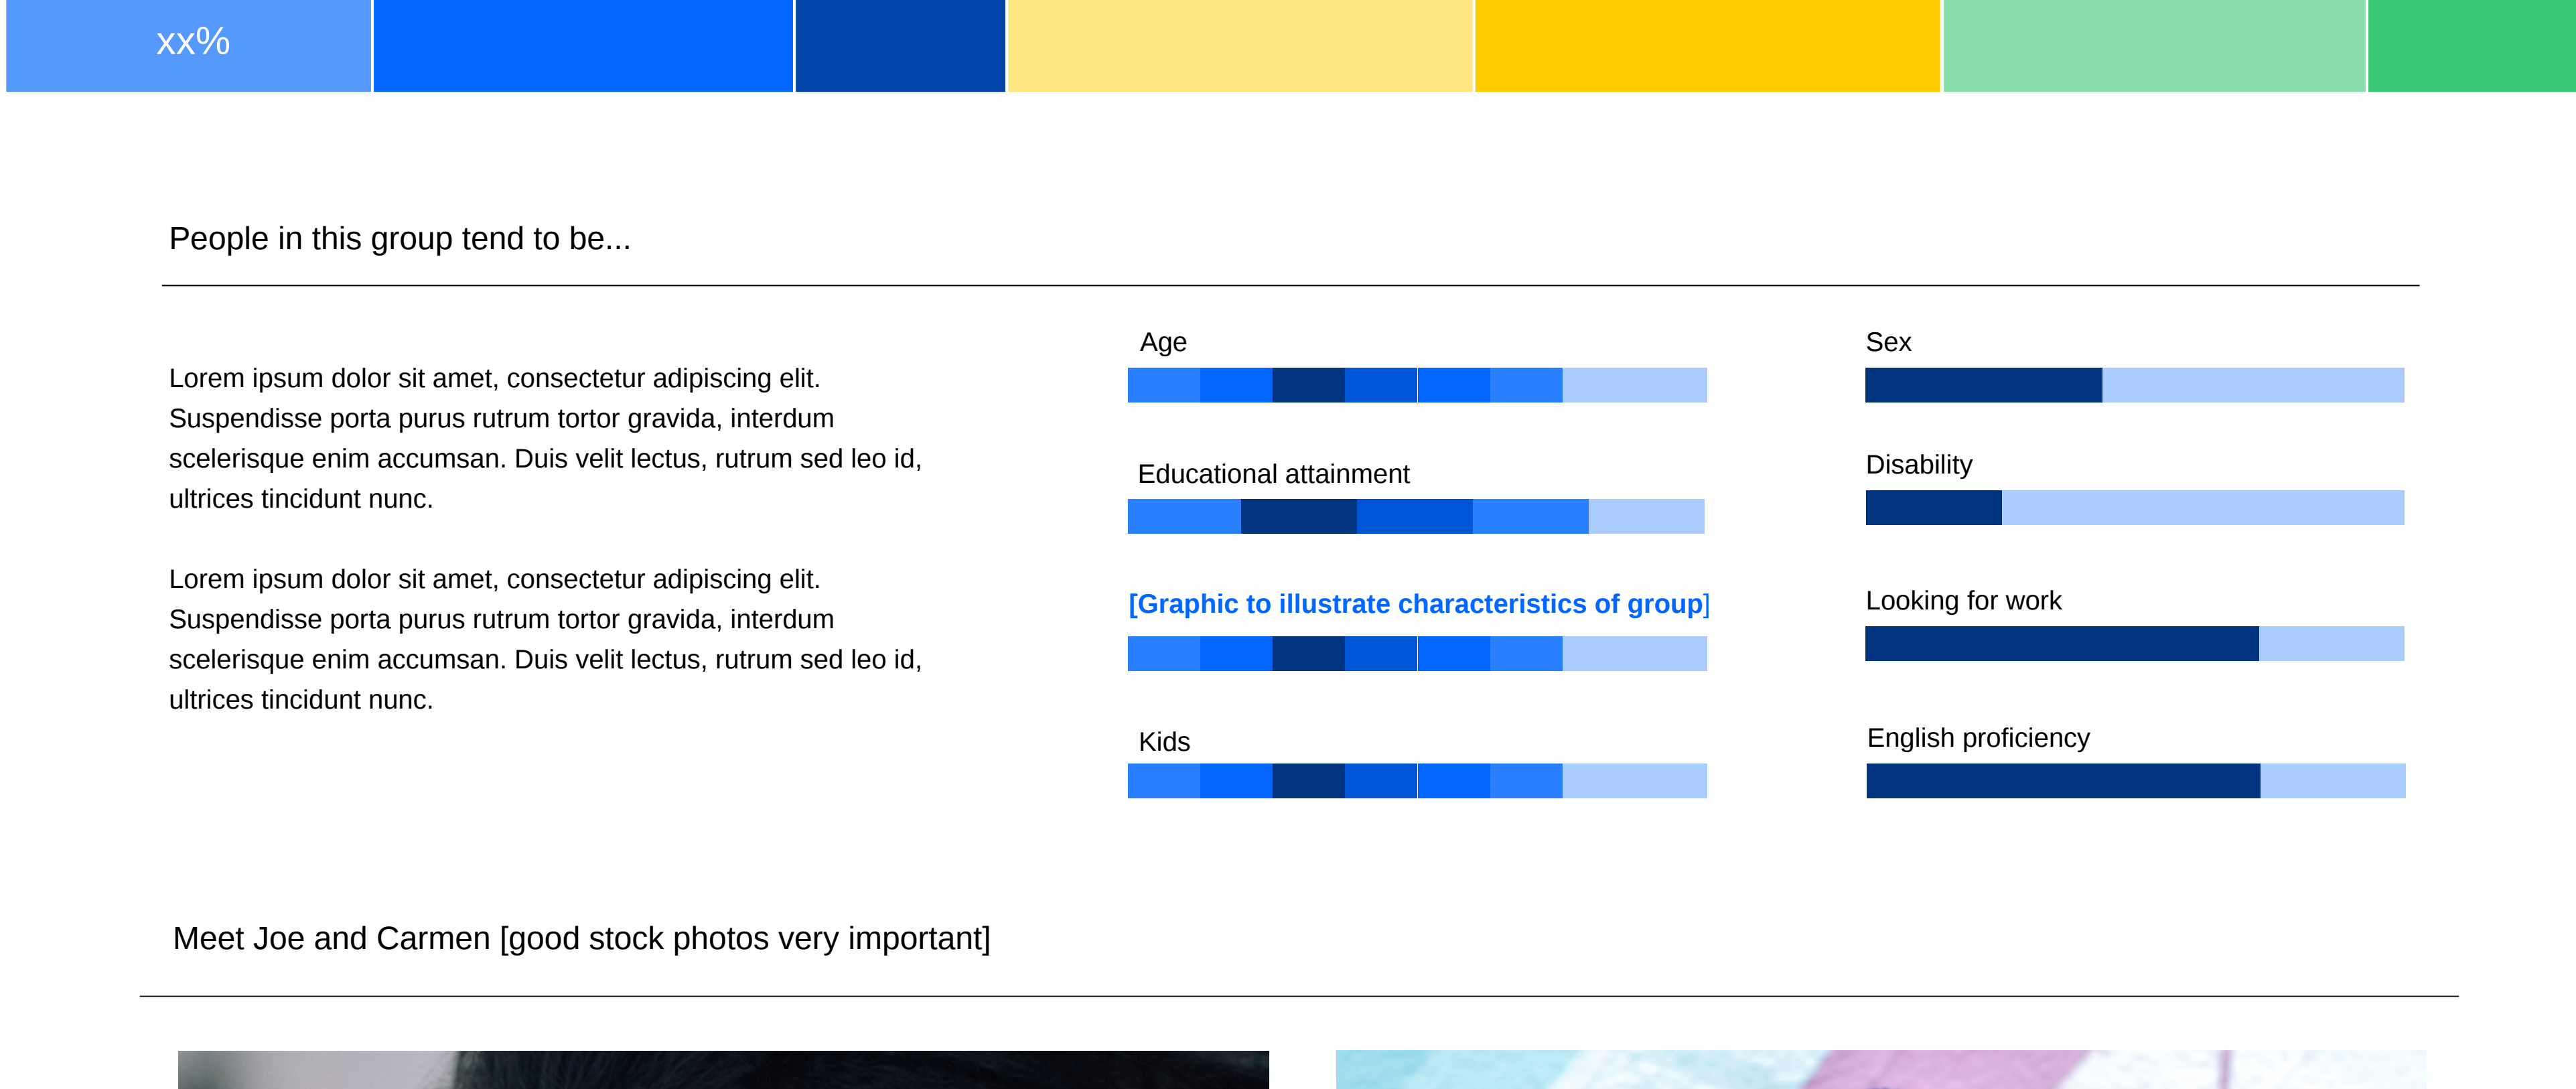 xx%
People in this group tend to be...
Lorem ipsum dolor sit amet, consectetur adipiscing elit.
Suspendisse porta purus rutrum tortor gravida, interdum
scelerisque enim accumsan. Duis velit lectus, rutrum sed leo id,
ultrices tincidunt nunc.
Lorem ipsum dolor sit amet, consectetur adipiscing elit.
Suspendisse porta purus rutrum tortor gravida, interdum
scelerisque enim accumsan. Duis velit lectus, rutrum sed leo id,
ultrices tincidunt nunc.
Age
Educational attainment
[Graphic to illustrate characteristics of group]
Kids
Sex
Disability
Looking for work
English proficiency
Meet Joe and Carmen [good stock photos very important]